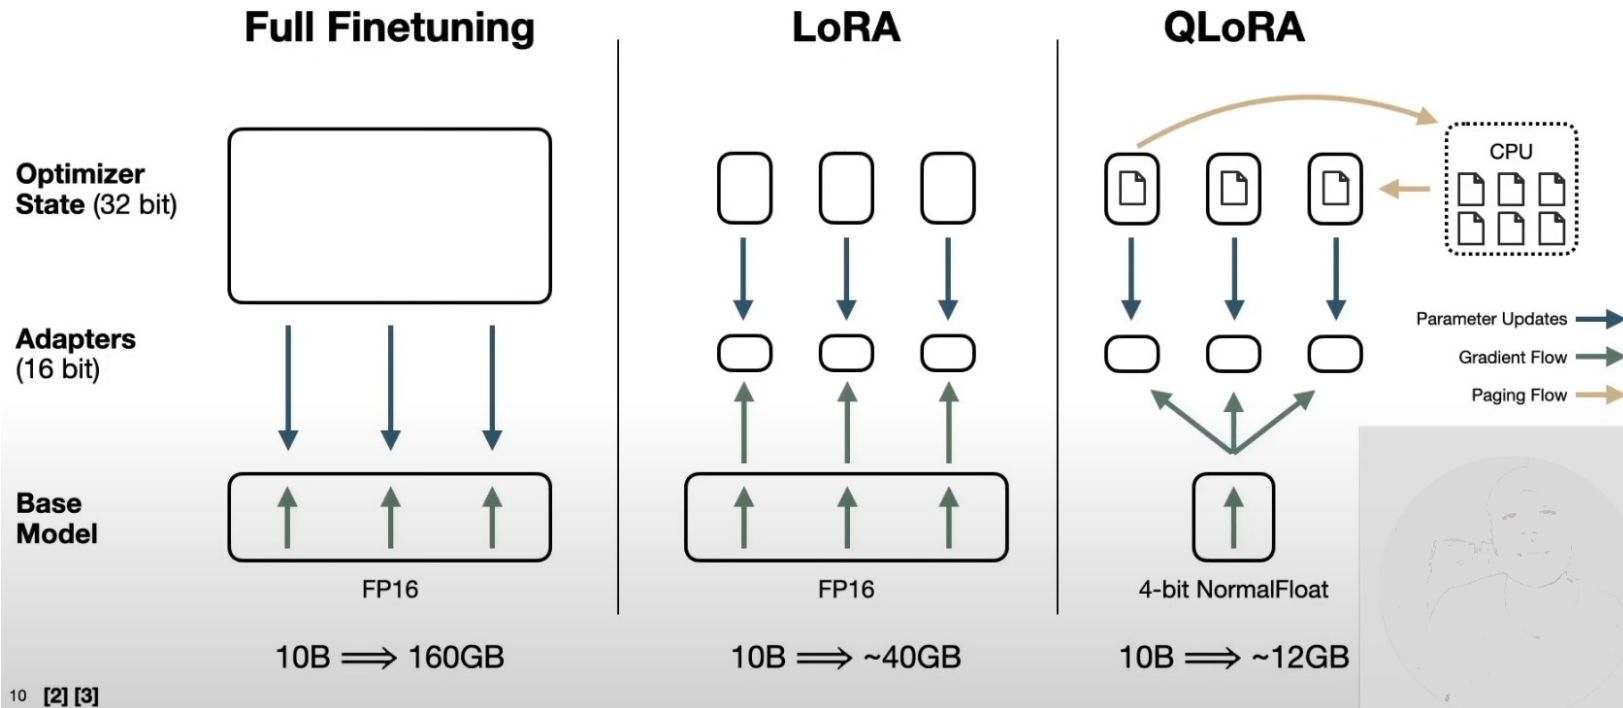 Full Finetuning
LoRA
QLoRA
Optimizer
State (32 bit)
CPU
Adapters
(16 bit)
Parameter Updates
Gradient Flow
Paging Flow
Base
Model
FP16
FP16
4-bit NormalFloat
10B ⟹ 160GB
10B ⟹ ~40GB
10B ⟹ ~12GB
10 [2] [3]